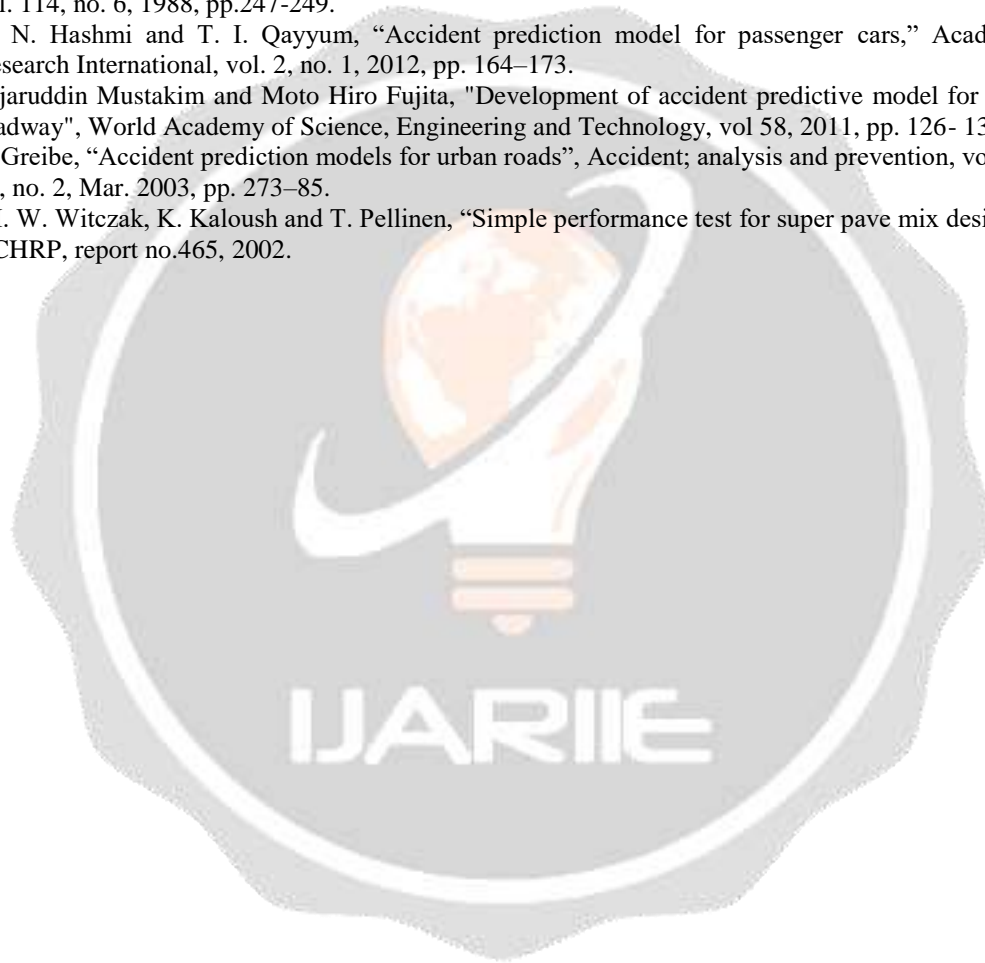 l. 114, no. 6, 1988, pp.247-249.
N. Hashmi and T. I. Qayyum, “Accident prediction model for passenger cars,” Acad
esearch International, vol. 2, no. 1, 2012, pp. 164–173.
jaruddin Mustakim and Moto Hiro Fujita, "Development of accident predictive model for
adway", World Academy of Science, Engineering and Technology, vol 58, 2011, pp. 126- 13
Greibe, “Accident prediction models for urban roads”, Accident; analysis and prevention, vo
, no. 2, Mar. 2003, pp. 273–85.
. W. Witczak, K. Kaloush and T. Pellinen, “Simple performance test for super pave mix desi
CHRP, report no.465, 2002.
IJARIIE